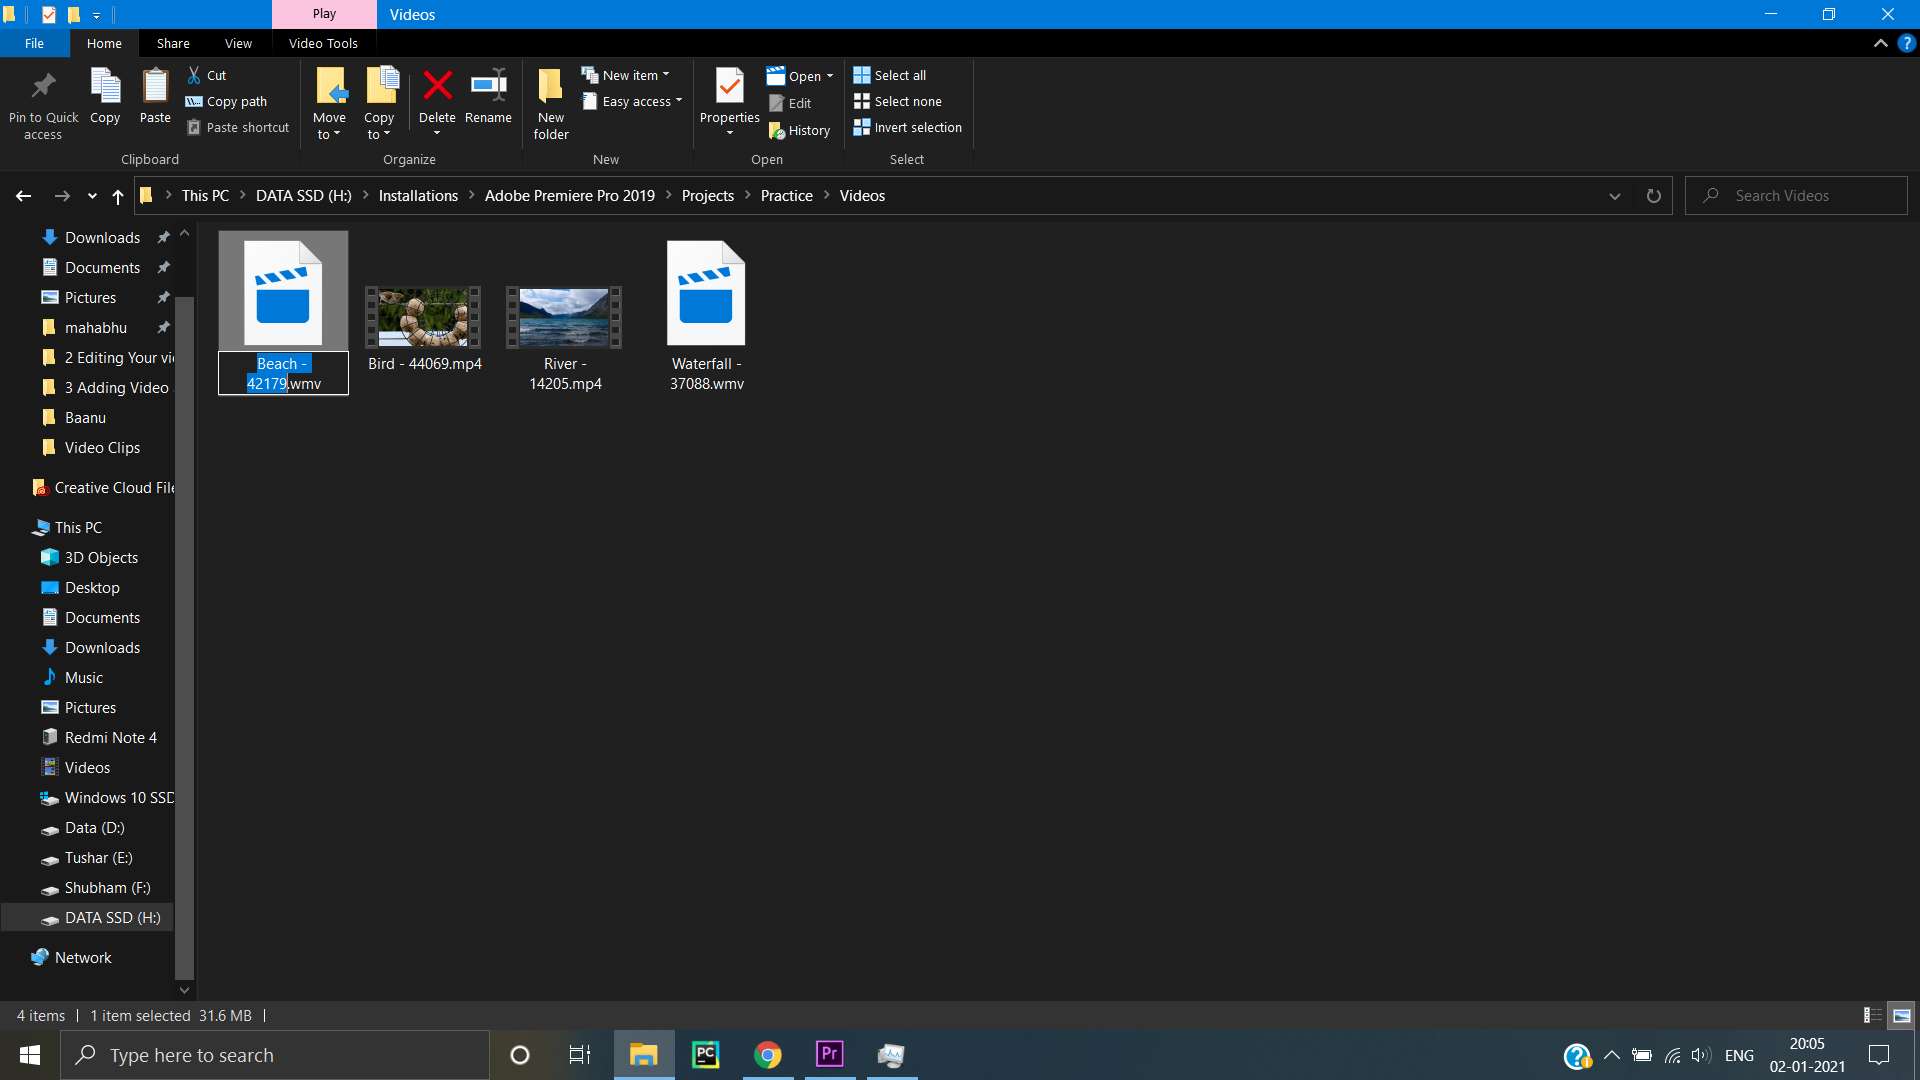 Play
Videos
File
Home
Share
View
Video Tools
Pin to Quick access
Copy
Paste
Cut
Copy path
Paste shortcut
Clipboard
Move to
Copy to
Delete
Rename
Organize
New folder
New item
Easy access
New
Properties
Open
Edit
History
Open
Select all
Select none
Invert selection
Select
This PC > DATA SSD (H:) > Installations > Adobe Premiere Pro 2019 > Projects > Practice > Videos
Search Videos
Downloads
Documents
Pictures
mahabhu
2 Editing Your vi
3 Adding Video
Baanu
Video Clips
Creative Cloud File
This PC
3D Objects
Desktop
Documents
Downloads
Music
Pictures
Redmi Note 4
Videos
Windows 10 SSD
Data (D:)
Tushar (E:)
Shubham (F:)
DATA SSD (H:)
Network
Beach -
42179.wmv
Bird - 44069.mp4
River -
14205.mp4
Waterfall -
37088.wmv
4 items
1 item selected 31.6 MB
Type here to search
PC
Pr
ENG
20:05
02-01-2021